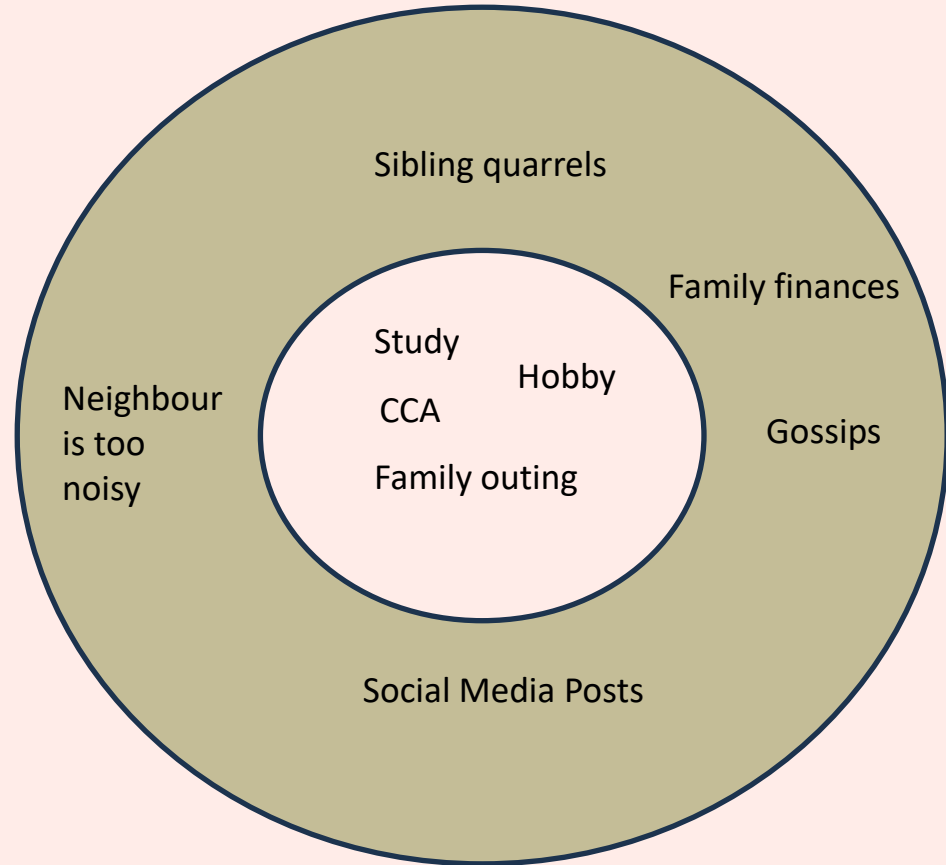 Sibling quarrels
Family finances
Study
Hobby
Neighbour
is too
noisy
CCA
Gossips
Family outing
Social Media Posts